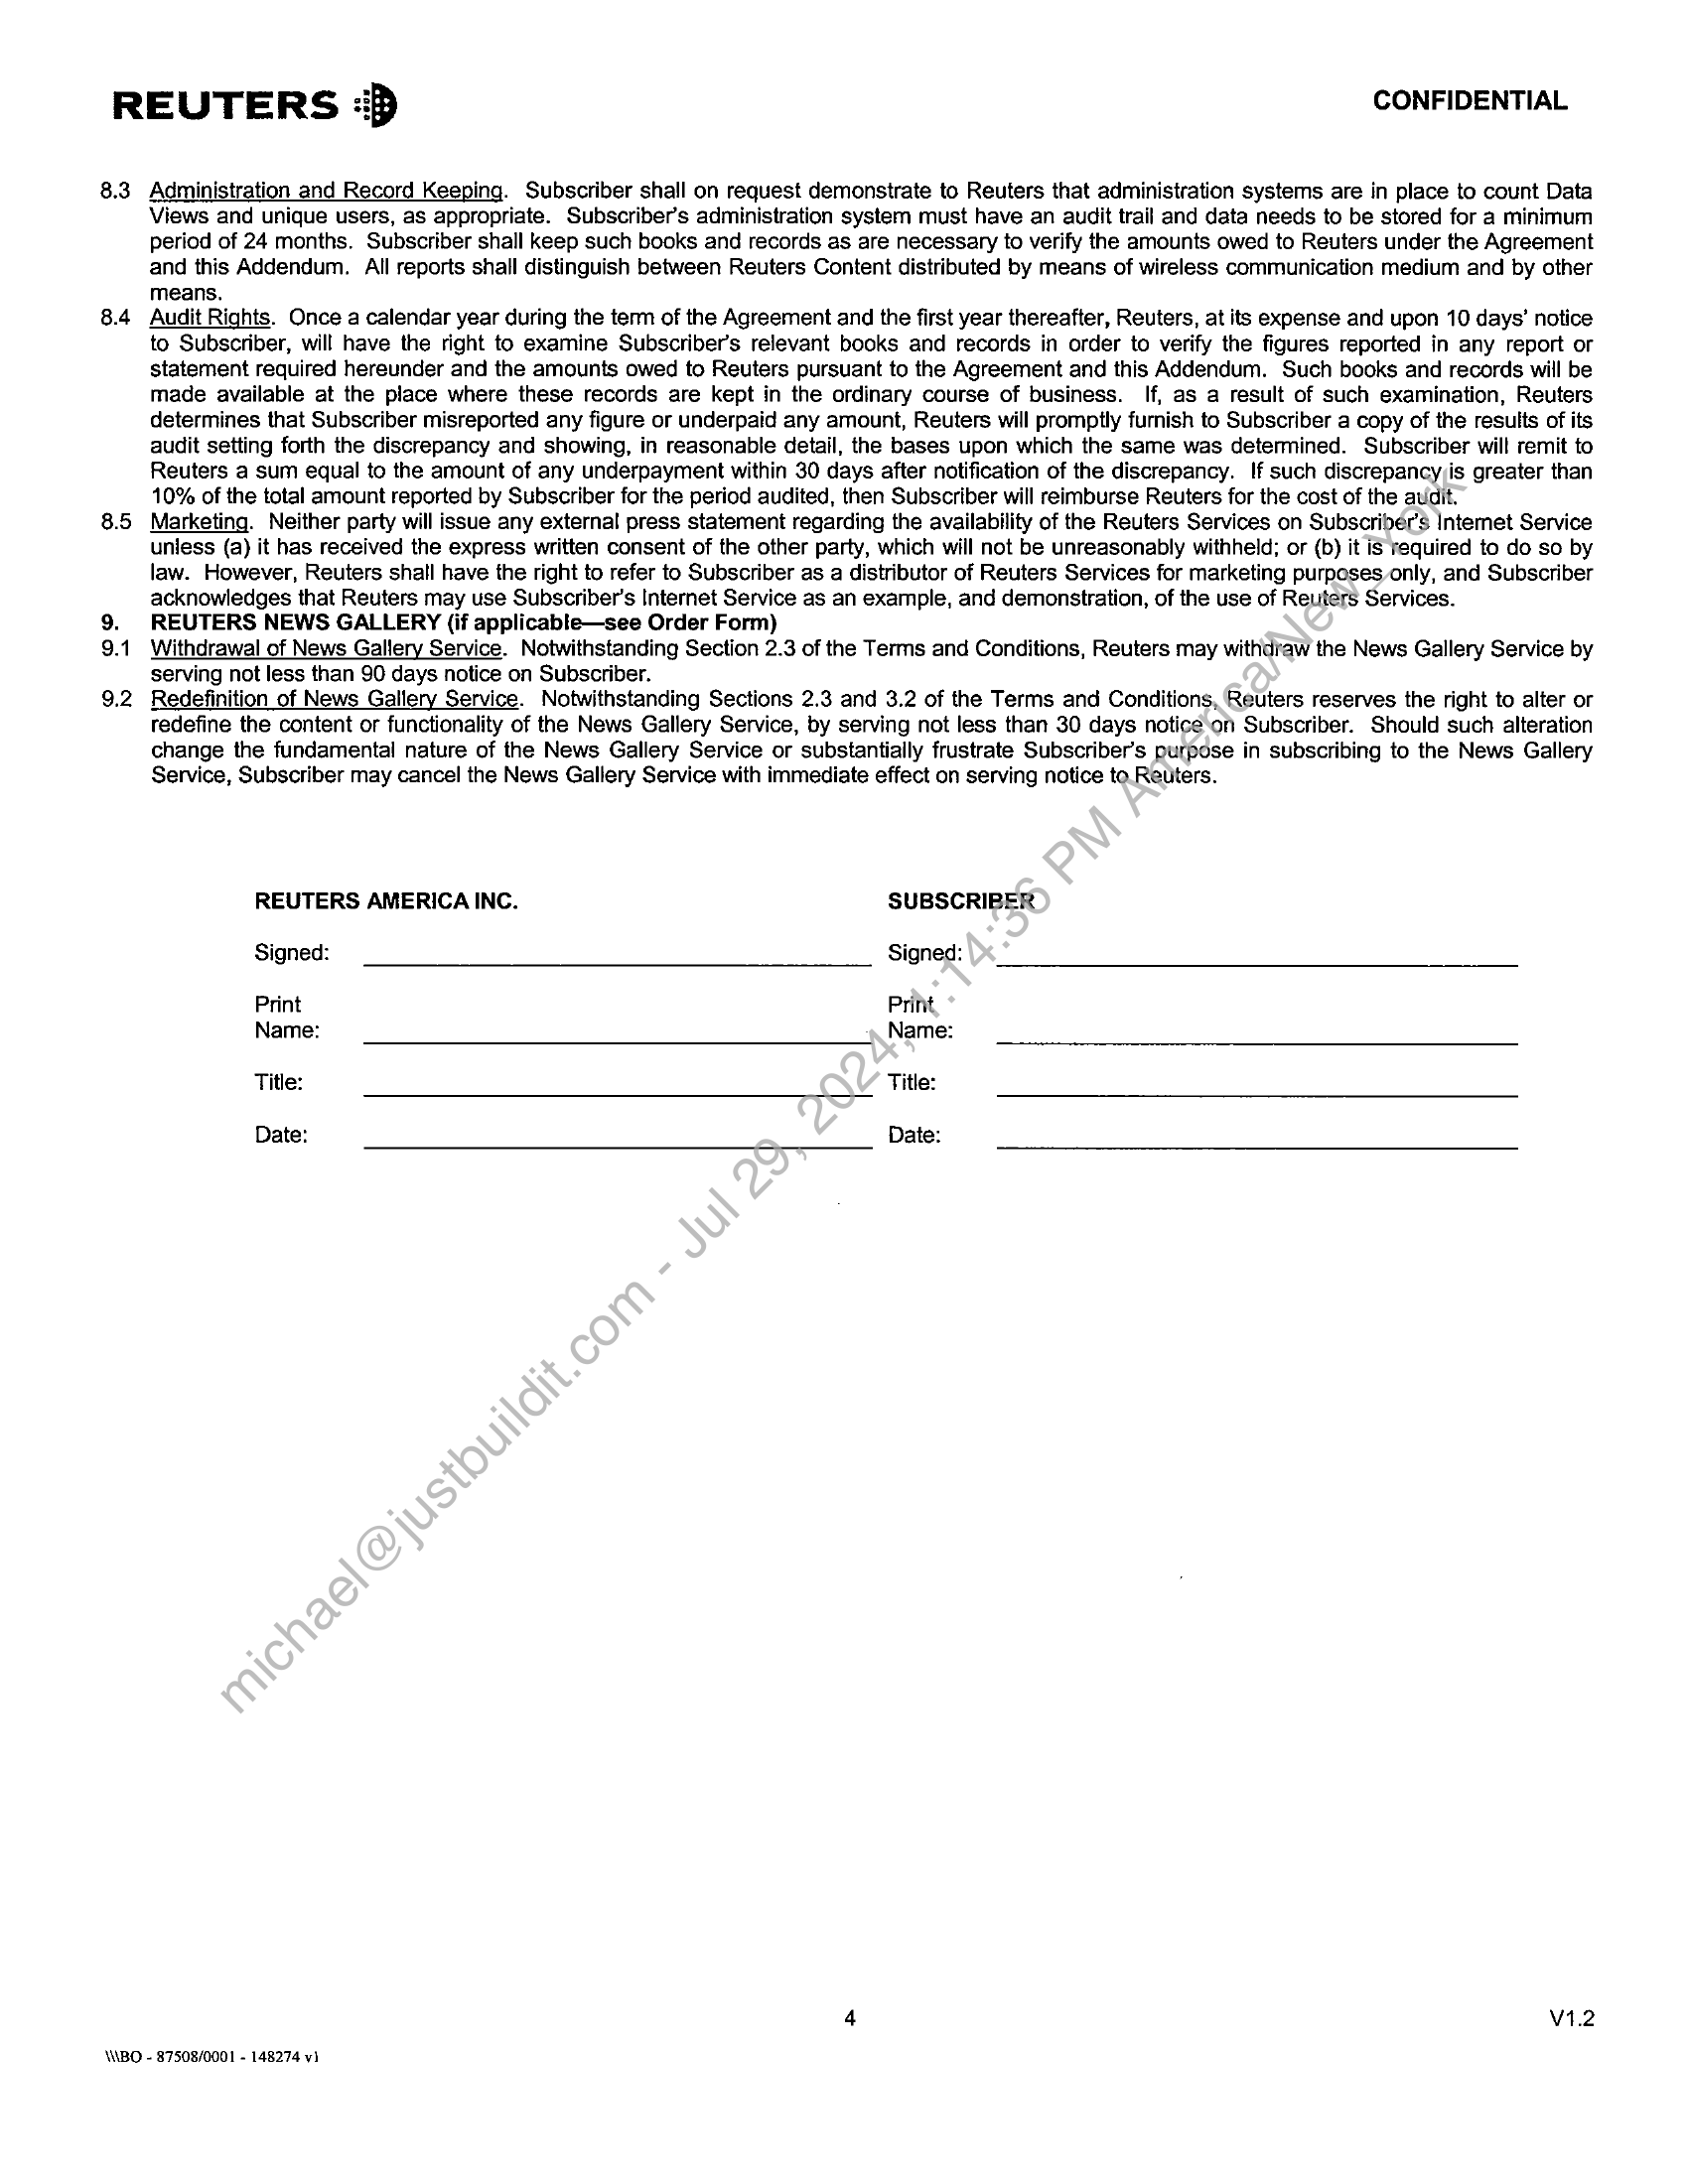 REUTERS
CONFIDENTIAL
8.3 Administration and Record Keeping. Subscriber shall on request demonstrate to Reuters that administration systems are in place to count Data
Views and unique users, as appropriate. Subscriber's administration system must have an audit trail and data needs to be stored for a minimum
period of 24 months. Subscriber shall keep such books and records as are necessary to verify the amounts owed to Reuters under the Agreement
and this Addendum. All reports shall distinguish between Reuters Content distributed by means of wireless communication medium and by other
means.
8.4 Audit Rights. Once a calendar year during the term of the Agreement and the first year thereafter, Reuters, at its expense and upon 10 days' notice
to Subscriber, will have the right to examine Subscriber's relevant books and records in order to verify the figures reported in any report or
statement required hereunder and the amounts owed to Reuters pursuant to the Agreement and this Addendum. Such books and records will be
made available at the place where these records are kept in the ordinary course of business. If, as a result of such examination, Reuters
determines that Subscriber misreported any figure or underpaid any amount, Reuters will promptly furnish to Subscriber a copy of the results of its
audit setting forth the discrepancy and showing, in reasonable detail, the bases upon which the same was determined. Subscriber will remit to
Reuters a sum equal to the amount of any underpayment within 30 days after notification of the discrepancy. If such discrepancy is greater than
10% of the total amount reported by Subscriber for the period audited, then Subscriber will reimburse Reuters for the cost of the audit.
8.5 Marketing. Neither party will issue any external press statement regarding the availability of the Reuters Services on Subscriber's Internet Service
unless (a) it has received the express written consent of the other party, which will not be unreasonably withheld; or (b) it is required to do so by
law. However, Reuters shall have the right to refer to Subscriber as a distributor of Reuters Services for marketing purposes only, and Subscriber
acknowledges that Reuters may use Subscriber's Internet Service as an example, and demonstration, of the use of Reuters Services.
9. REUTERS NEWS GALLERY (if applicable—see Order Form)
9.1 Withdrawal of News Gallery Service. Notwithstanding Section 2.3 of the Terms and Conditions, Reuters may withdraw the News Gallery Service by
serving not less than 90 days notice on Subscriber.
9.2 Redefinition of News Gallery Service. Notwithstanding Sections 2.3 and 3.2 of the Terms and Conditions, Reuters reserves the right to alter or
redefine the content or functionality of the News Gallery Service, by serving not less than 30 days notice on Subscriber. Should such alteration
change the fundamental nature of the News Gallery Service or substantially frustrate Subscriber's purpose in subscribing to the News Gallery
Service, Subscriber may cancel the News Gallery Service with immediate effect on serving notice to Reuters.
REUTERS AMERICA INC. SUBSCRIBER
Signed: Signed:
Print Print
Name: Name:
Title: Title:
Date: Date:
michael@justbuildit.com - Jul 29, 2024, 1:14:36 PM America/New_York
4
V1.2
\\\BO - 87508/0001 - 148274 v1